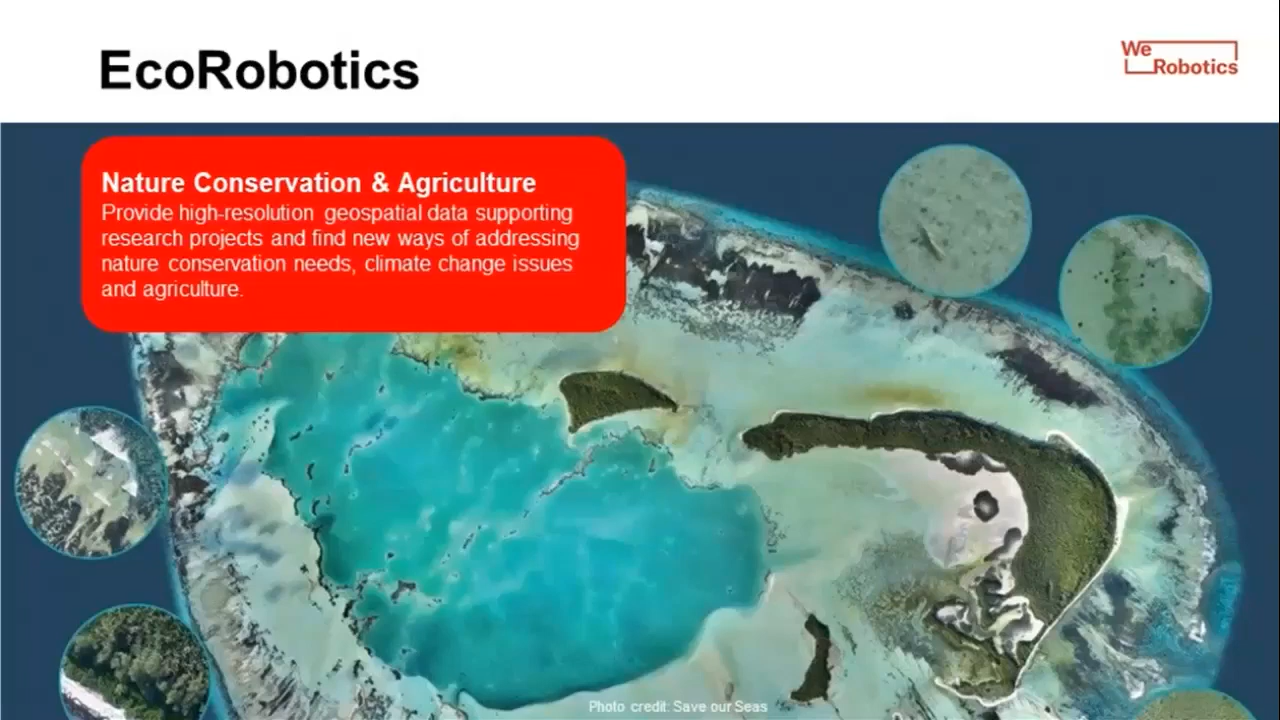 EcoRobotics
We
Robotics
Nature Conservation & Agriculture
Provide high-resolution geospatial data supporting
research projects and find new ways of addressing
nature conservation needs, climate change issues
and agriculture.
Photo credit: Save our Seas